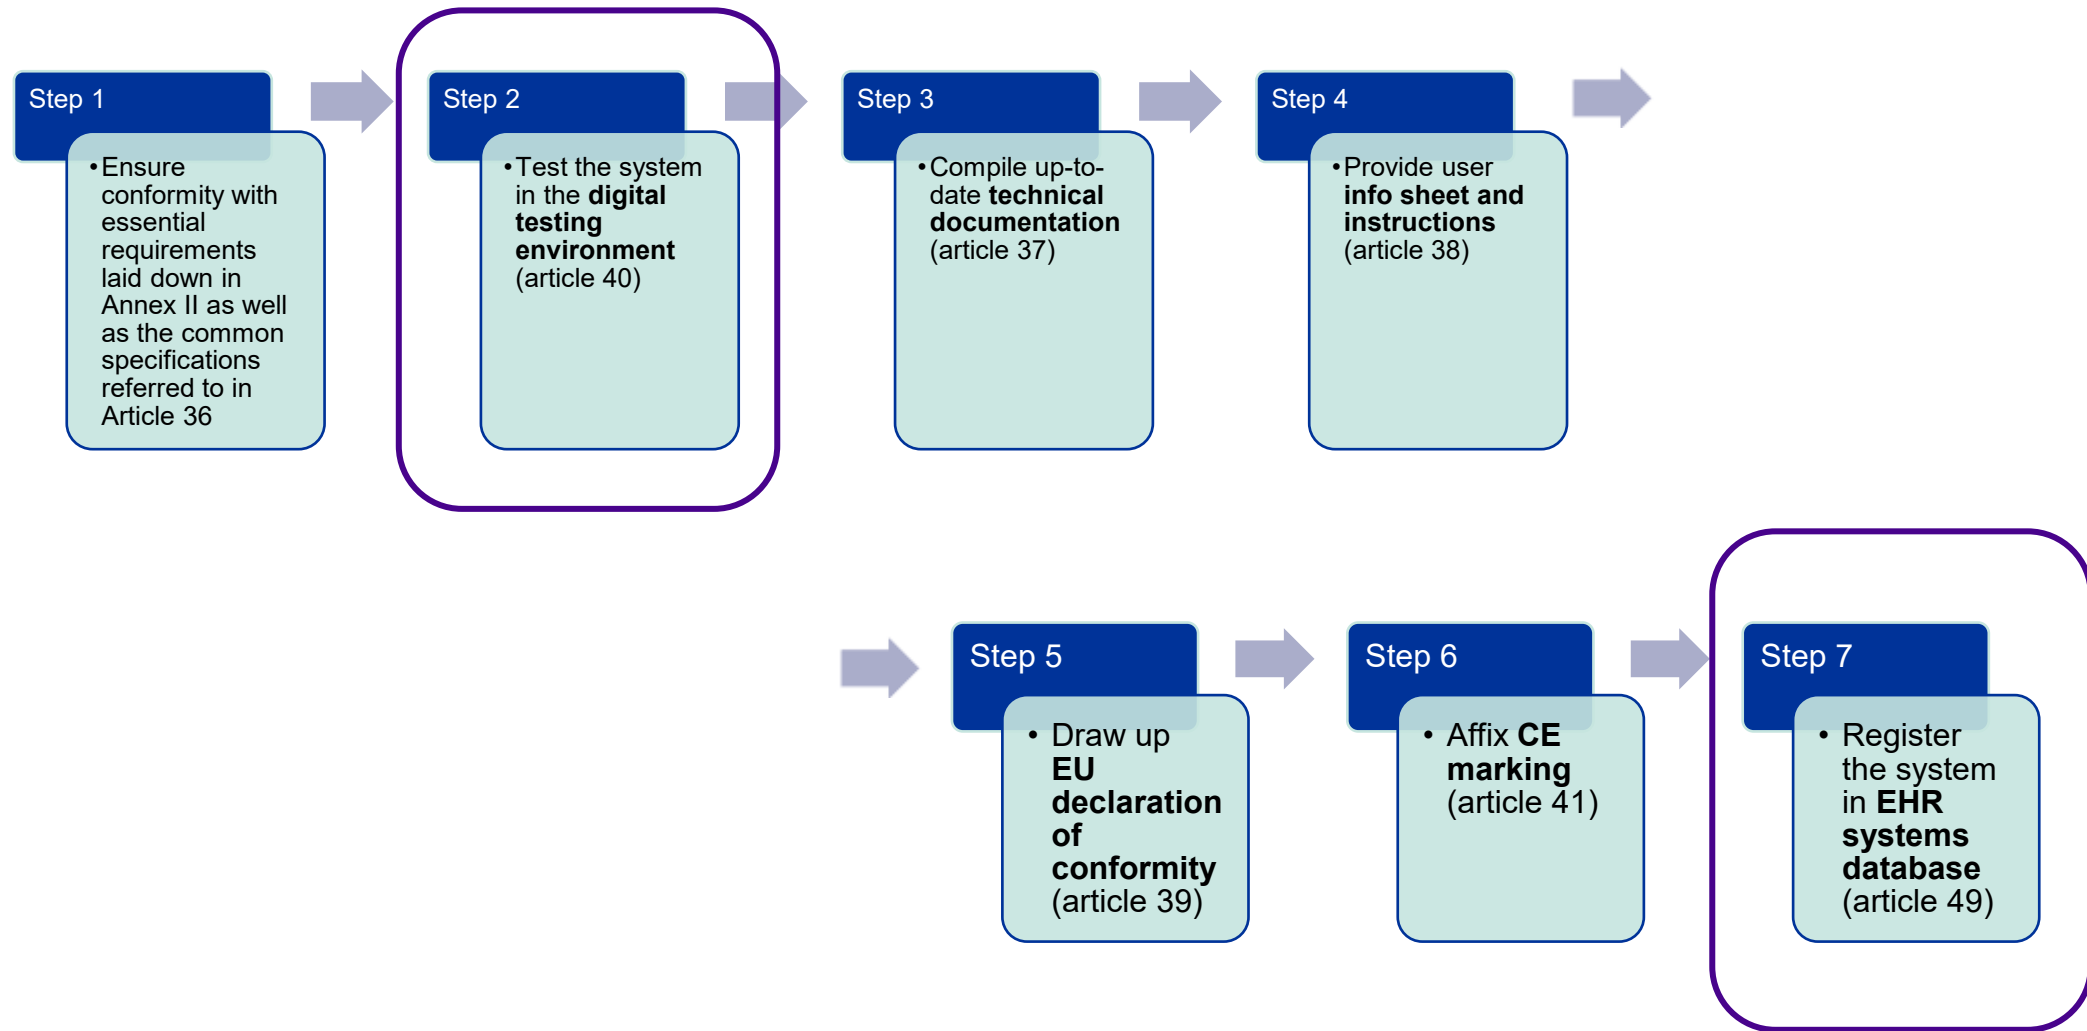 Step 1
•Ensure
conformity with
essential
requirements
laid down in
Annex II as well
as the common
specifications
referred to in
Article 36
Step 2
•Test the system
in the digital
testing
environment
(article 40)
Step 3
•Compile up-to-
date technical
documentation
(article 37)
Step 4
•Provide user
info sheet and
instructions
(article 38)
Step 5
• Draw up
EU
declaration
of
conformity
(article 39)
Step 6
• Affix CE
marking
(article 41)
Step 7
• Register
the system
in EHR
systems
database
(article 49)